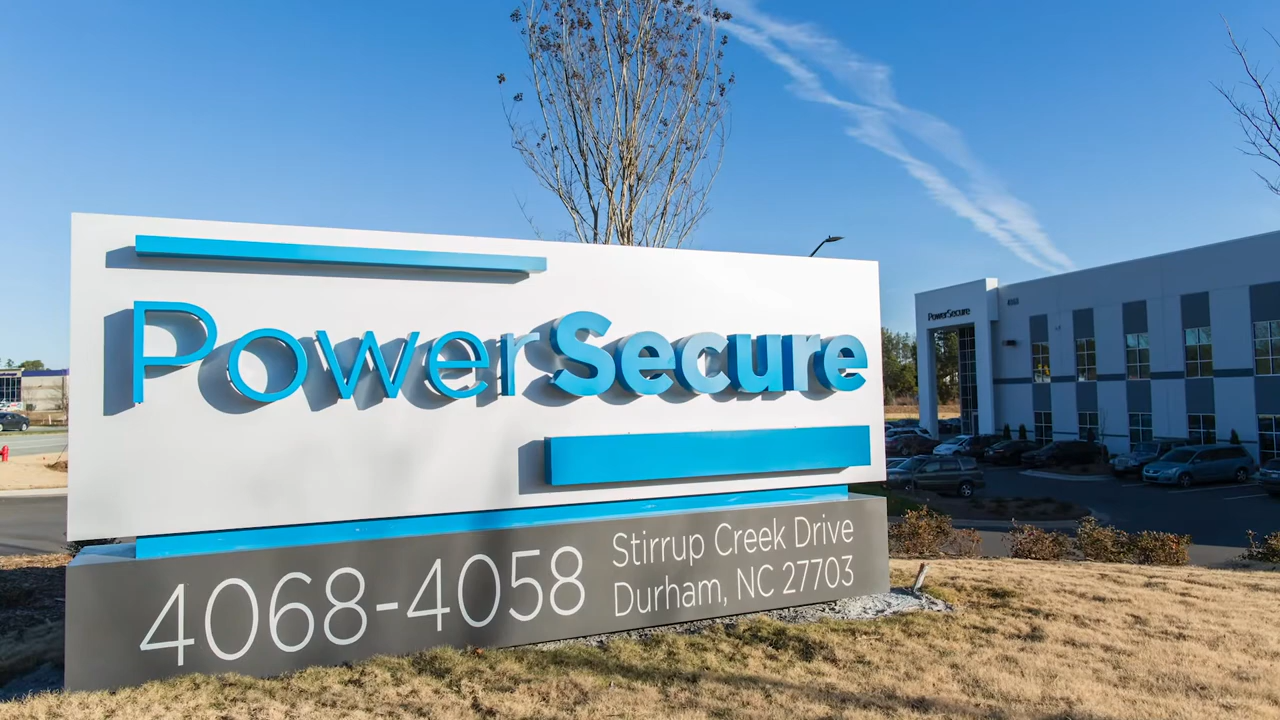 PowerSecure
4068-4058
Stirrup Creek Drive
Durham, NC 27703
PowerSecure